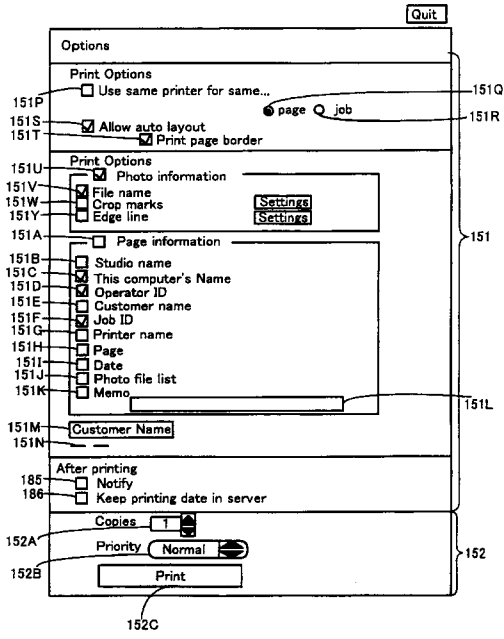 Quit
Options
Print Options
151P Use same printer for same... 151Q
page job 151R
151S Allow auto layout
151T Print page border
Print Options
151U Photo information
151V File name
151W Crop marks Settings
151Y Edge line Settings
151
151A Page information
151B Studio name
151C This computer's Name
151D Operator ID
151E Customer name
151F Job ID
151G Printer name
151H Page
151I Date
151J Photo file list
151K Memo 151L
151M Customer Name
151N
After printing
185 Notify
186 Keep printing date in server
Copies 1
152A
Priority Normal 152
152B
Print
152C